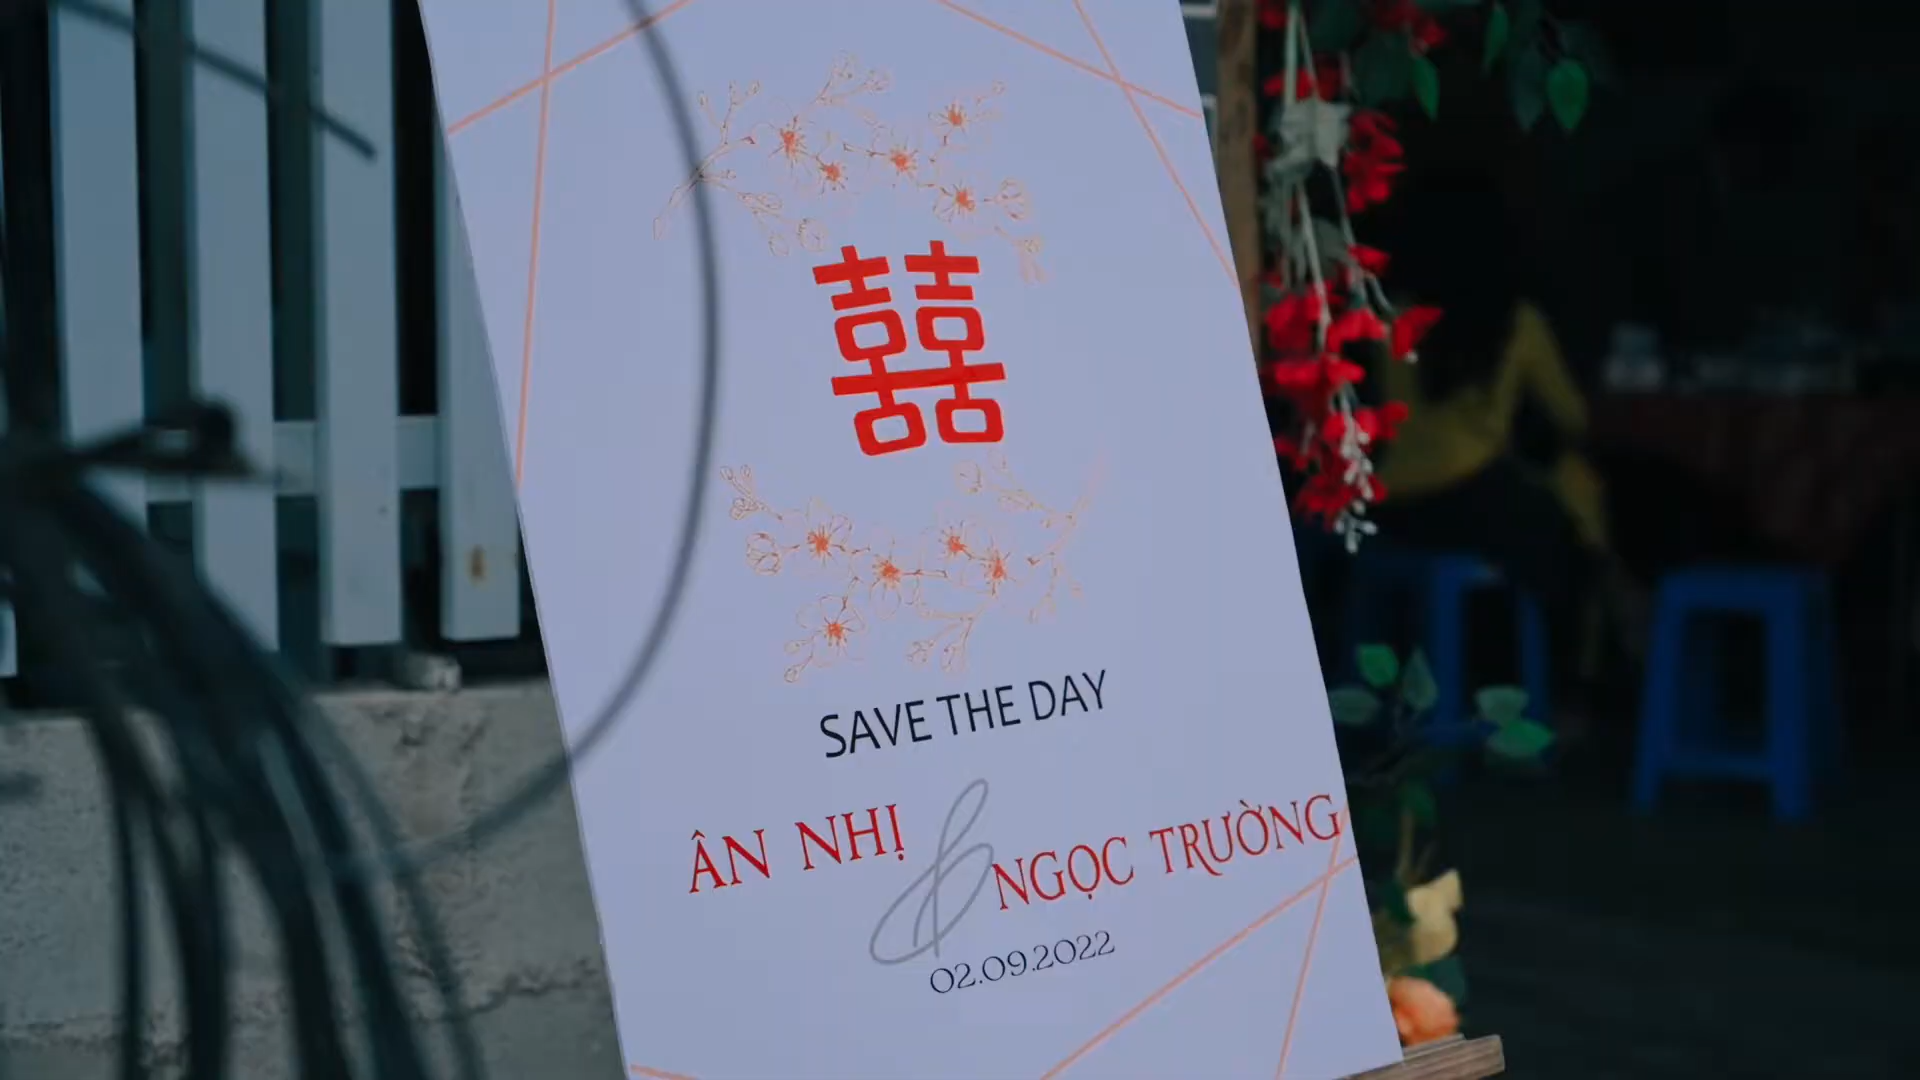 囍
SAVE THE DAY
ÂN NHỊ & NGỌC TRƯỜNG
02.09.2022